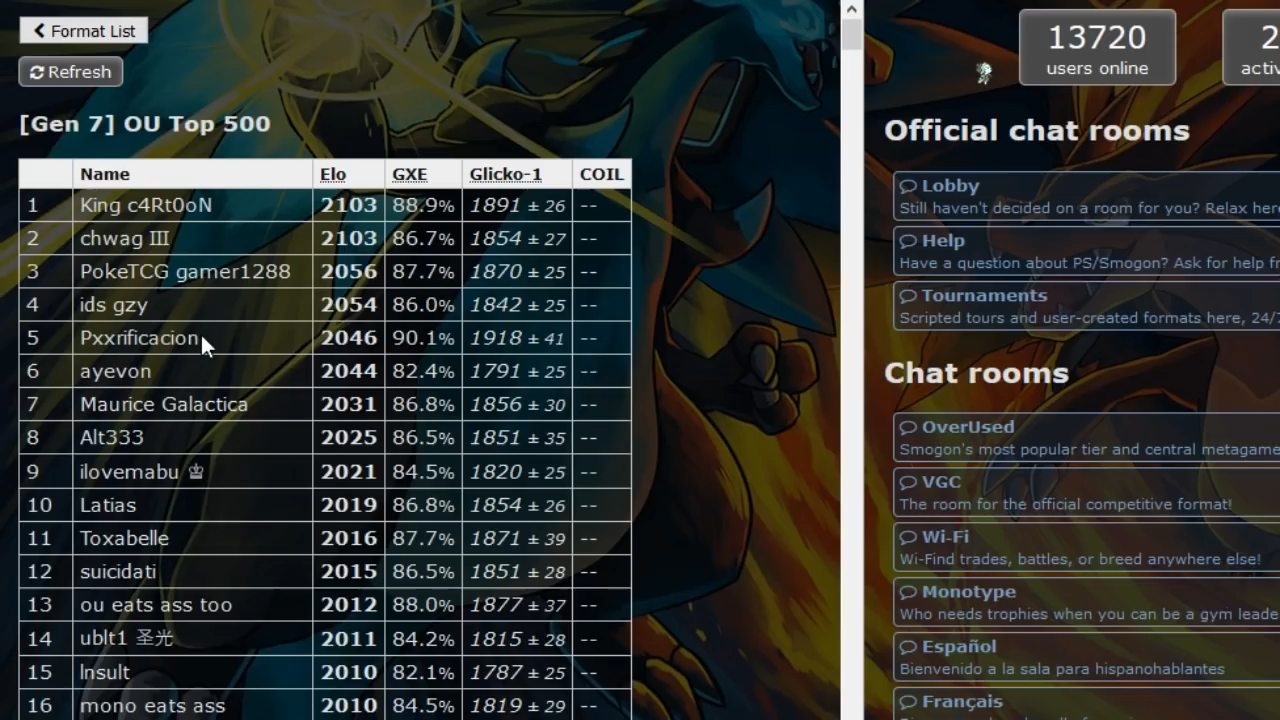 Format List
Refresh
[Gen 7] OU Top 500
Name Elo GXE Glicko-1 COIL
1 King c4Rt0oN 2103 88.9% 1891 ± 26 --
2 chwag III 2103 86.7% 1854 ± 27 --
3 PokeTCG gamer1288 2056 87.7% 1870 ± 25 --
4 ids gzy 2054 86.0% 1842 ± 25 --
5 Pxxrificacion 2046 90.1% 1918 ± 41 --
6 ayevon 2044 82.4% 1791 ± 25 --
7 Maurice Galactica 2031 86.8% 1856 ± 30 --
8 Alt333 2025 86.5% 1851 ± 35 --
9 ilovemabu ♔ 2021 84.5% 1820 ± 25 --
10 Latias 2019 86.8% 1854 ± 26 --
11 Toxabelle 2016 87.7% 1871 ± 39 --
12 suicidati 2015 86.5% 1851 ± 28 --
13 ou eats ass too 2012 88.0% 1877 ± 37 --
14 ublt1 圣光 2011 84.2% 1815 ± 28 --
15 lnsult 2010 82.1% 1787 ± 25 --
16 mono eats ass 2010 84.5% 1819 ± 29 --
13720
users online
2
activ
Official chat rooms
Lobby
Still haven't decided on a room for you? Relax here
Help
Have a question about PS/Smogon? Ask for help fr
Tournaments
Scripted tours and user-created formats here, 24/7
Chat rooms
OverUsed
Smogon's most popular tier and central metagame
VGC
The room for the official competitive format!
Wi-Fi
Wi-Find trades, battles, or breed anywhere else!
Monotype
Who needs trophies when you can be a gym leade
Español
Bienvenido a la sala para hispanohablantes
Français